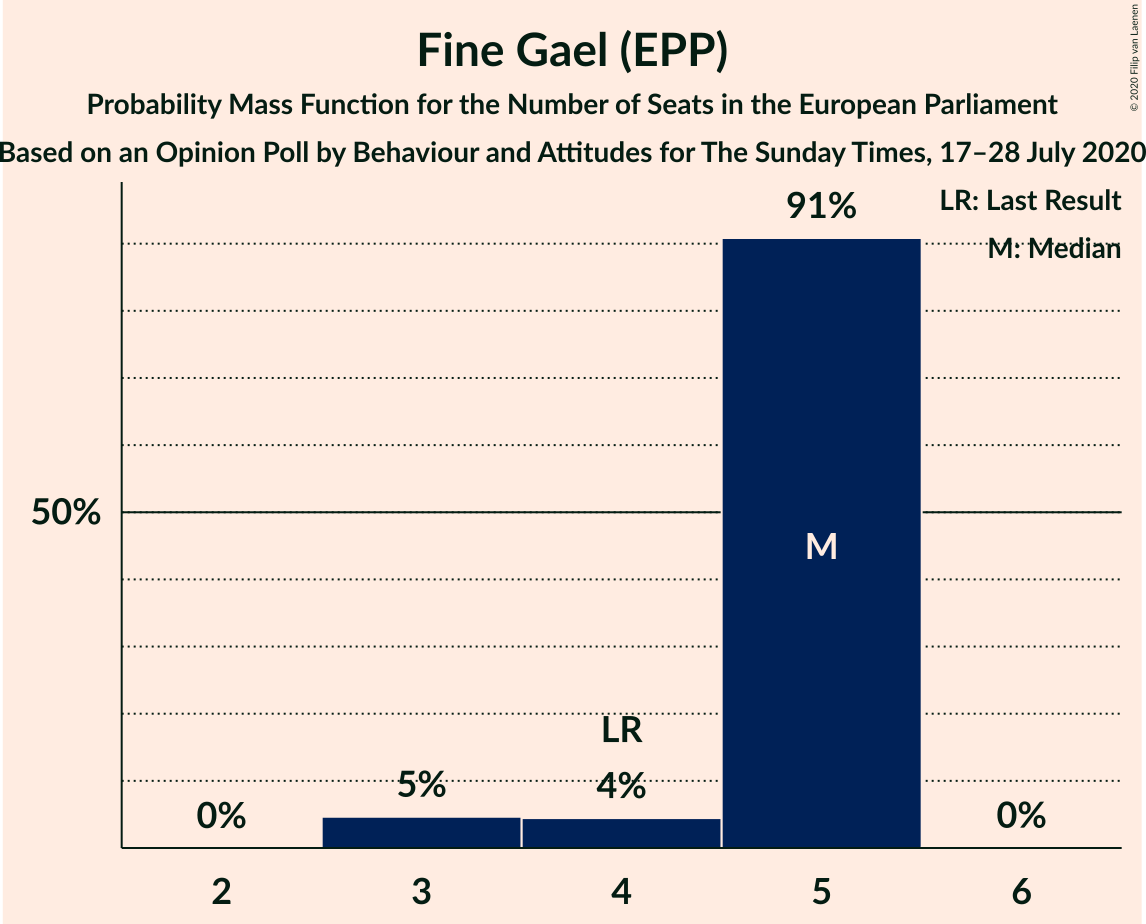 Fine Gael (EPP)
Probability Mass Function for the Number of Seats in the European Parliament
Based on an Opinion Poll by Behaviour and Attitudes for The Sunday Times, 17–28 July 2020
© 2020 Filip van Laenen
91%
LR: Last Result
M: Median
50%
M
LR
5%
4%
0%
0%
2
3
4
5
6